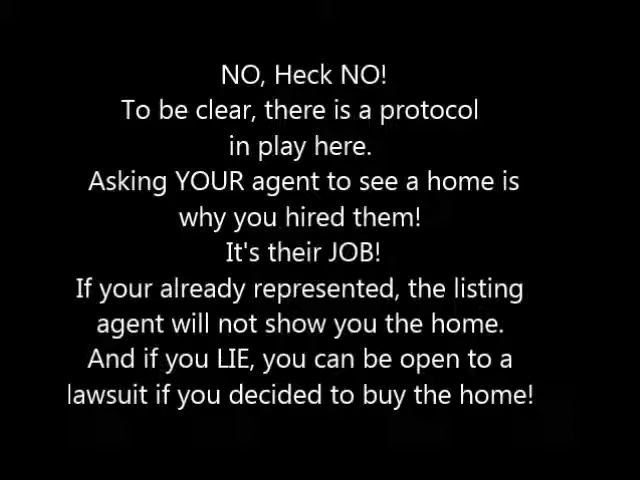 NO, Heck NO!
To be clear, there is a protocol
in play here.
Asking YOUR agent to see a home is
why you hired them!
It's their JOB!
If your already represented, the listing
agent will not show you the home.
And if you LIE, you can be open to a
lawsuit if you decided to buy the home!